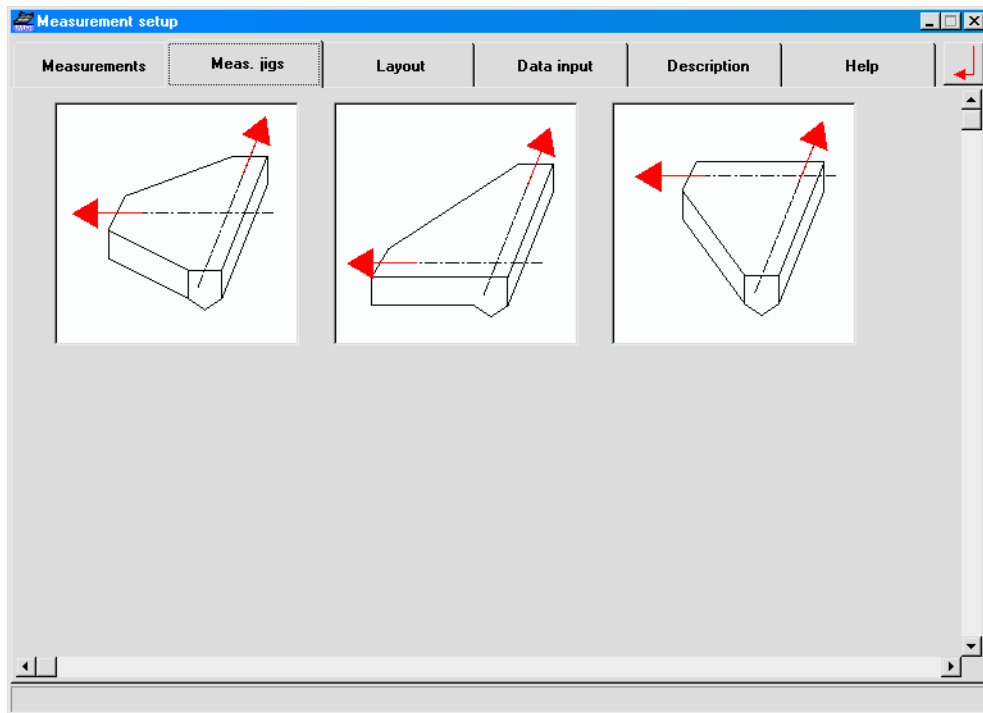 Measurement setup
Measurements
Meas. jigs
Layout
Data input
Description
Help